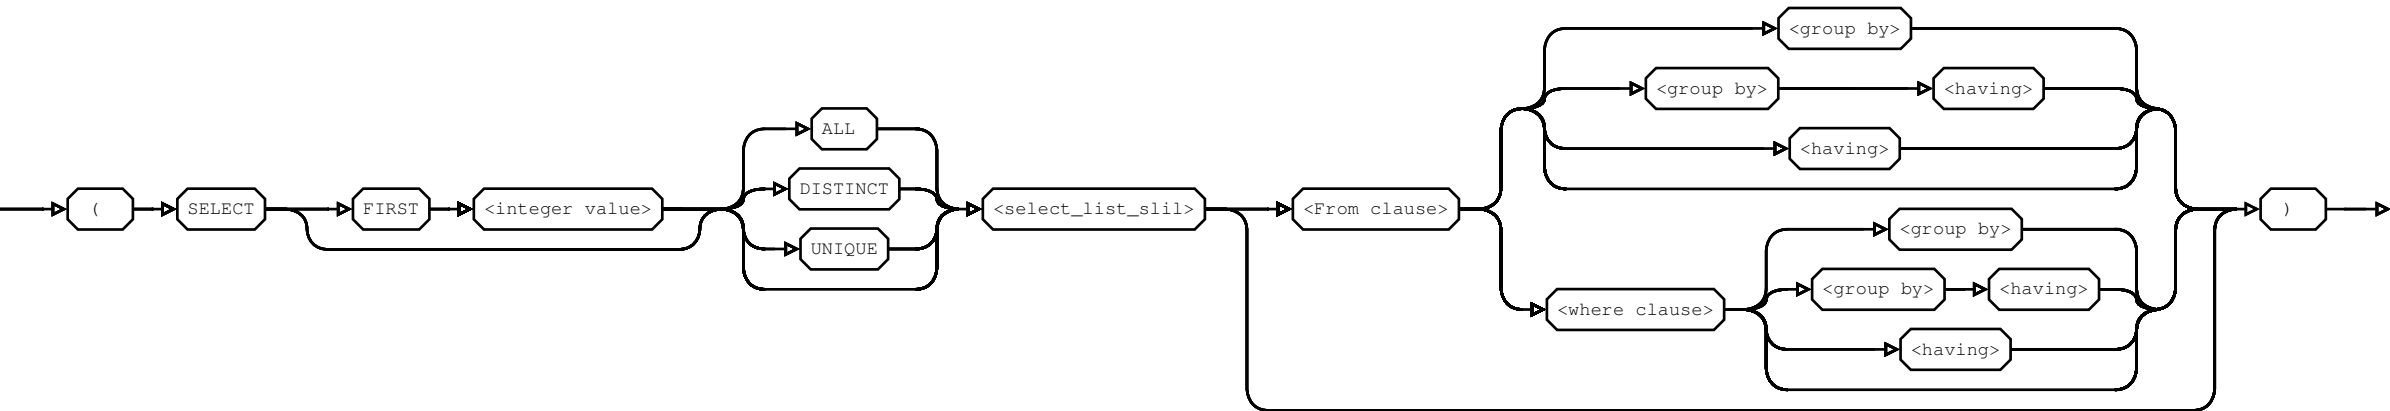 <group by>
<group by> <having>
ALL
<having>
DISTINCT
( SELECT FIRST <integer value> <select_list_slil> <From clause> )
<group by>
UNIQUE
<group by> <having>
<where clause>
<having>